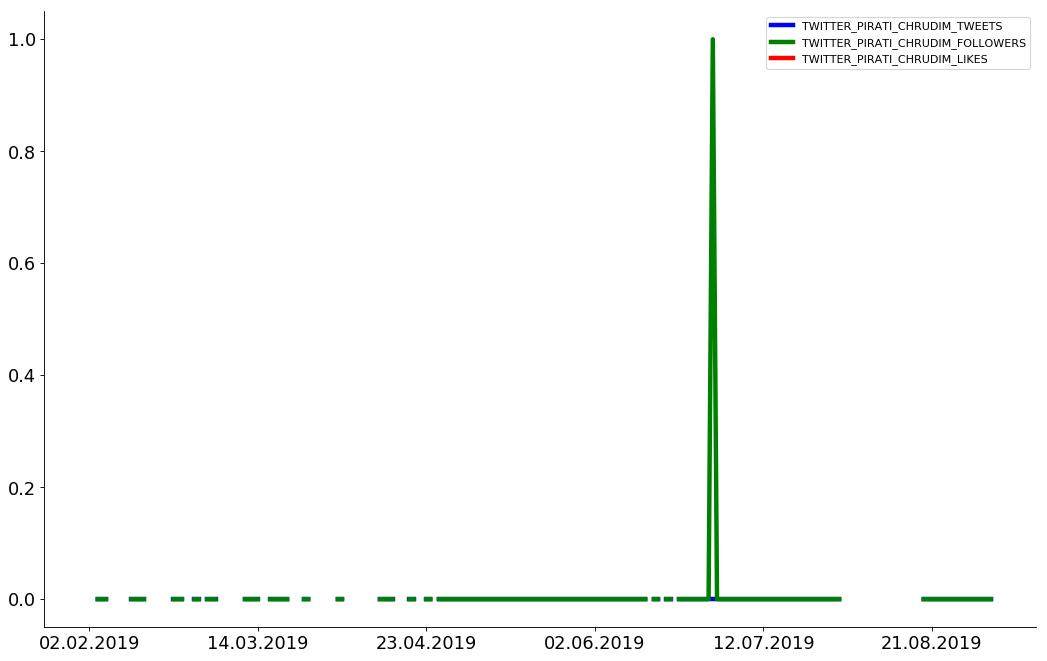 TWITTER_PIRATI_CHRUDIM_TWEETS
TWITTER_PIRATI_CHRUDIM_FOLLOWERS
TWITTER_PIRATI_CHRUDIM_LIKES
1.0
0.8
0.6
0.4
0.2
0.0
02.02.2019 14.03.2019 23.04.2019 02.06.2019 12.07.2019 21.08.2019